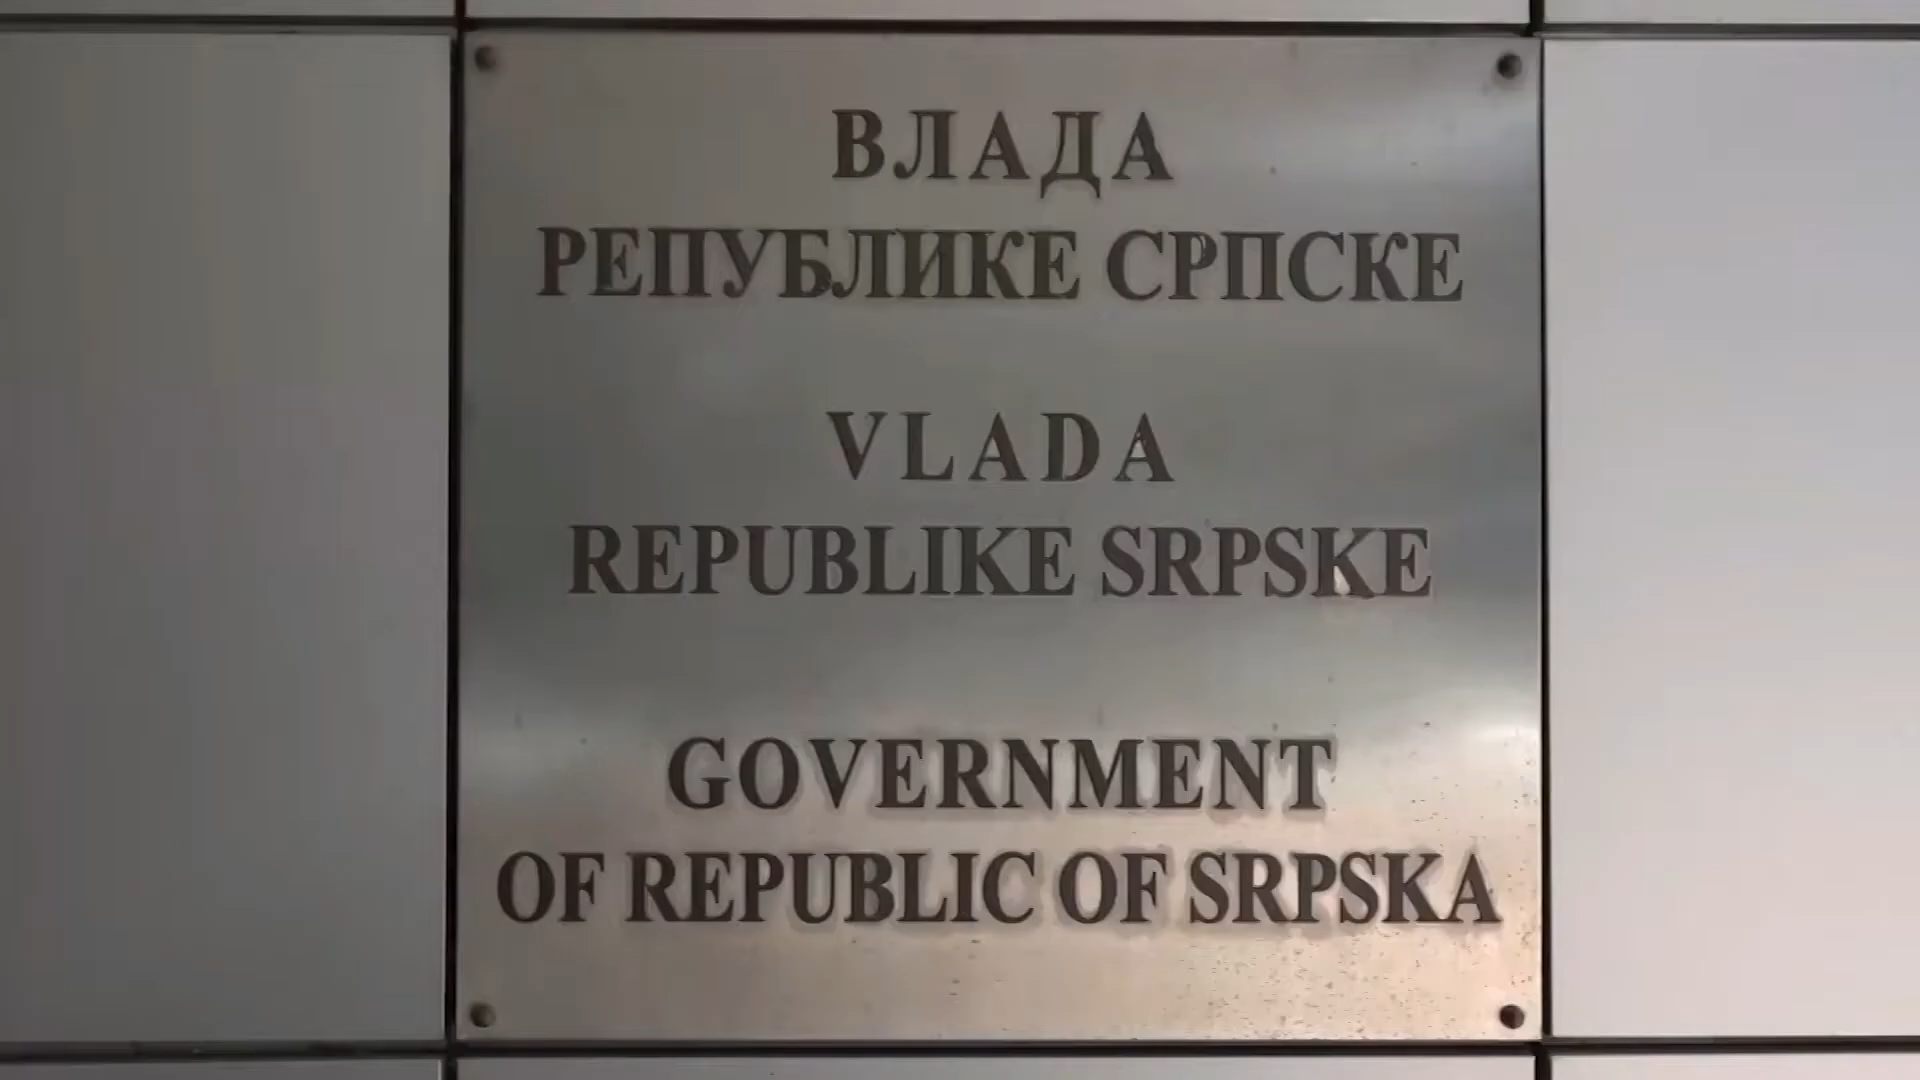 ВЛАДА
РЕПУБЛИКЕ СРПСКЕ
VLADA
REPUBLIKE SRPSKE
GOVERNMENT
OF REPUBLIC OF SRPSKA